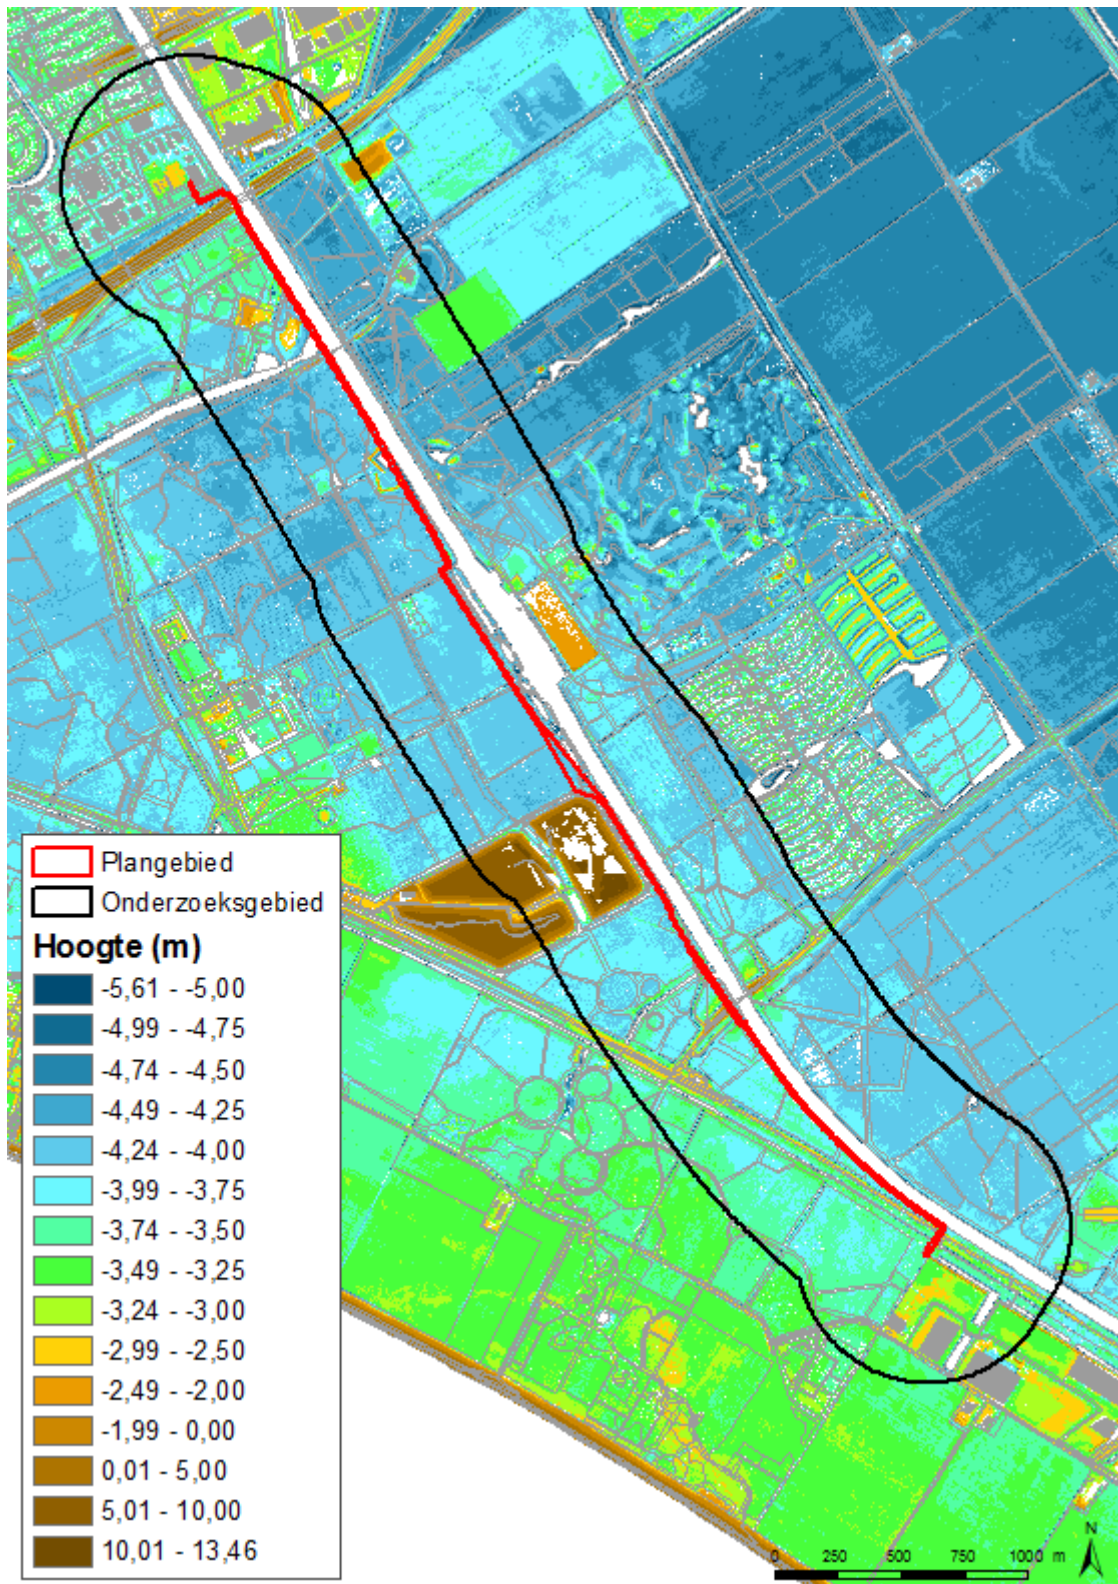 Plangebied
Onderzoeksgebied
Hoogte (m)
-5,61 - -5,00
-4,99 - -4,75
-4,74 - -4,50
-4,49 - -4,25
-4,24 - -4,00
-3,99 - -3,75
-3,74 - -3,50
-3,49 - -3,25
-3,24 - -3,00
-2,99 - -2,50
-2,49 - -2,00
-1,99 - 0,00
0,01 - 5,00
5,01 - 10,00
10,01 - 13,46
N
0 250 500 750 1000 m